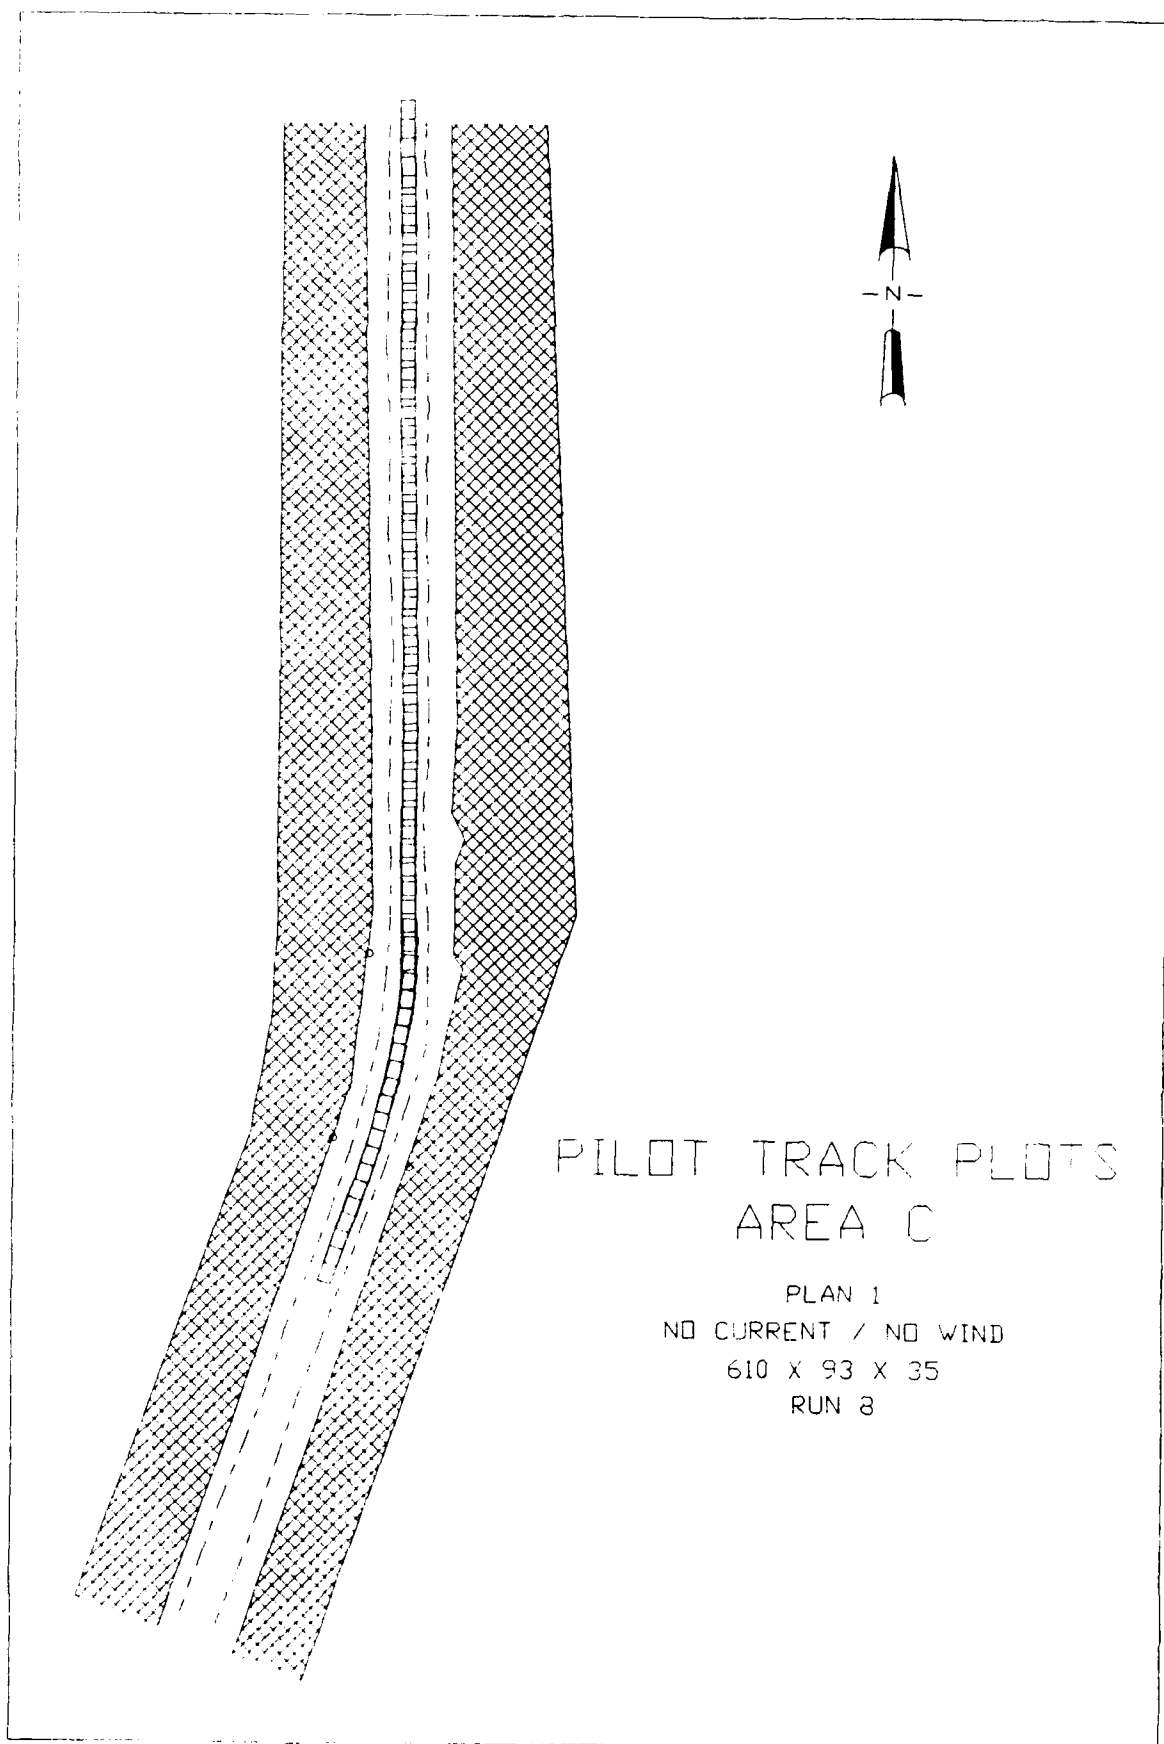 -N-
PILOT TRACK PLOTS
AREA C
PLAN 1
NO CURRENT / NO WIND
610 X 93 X 35
RUN 8